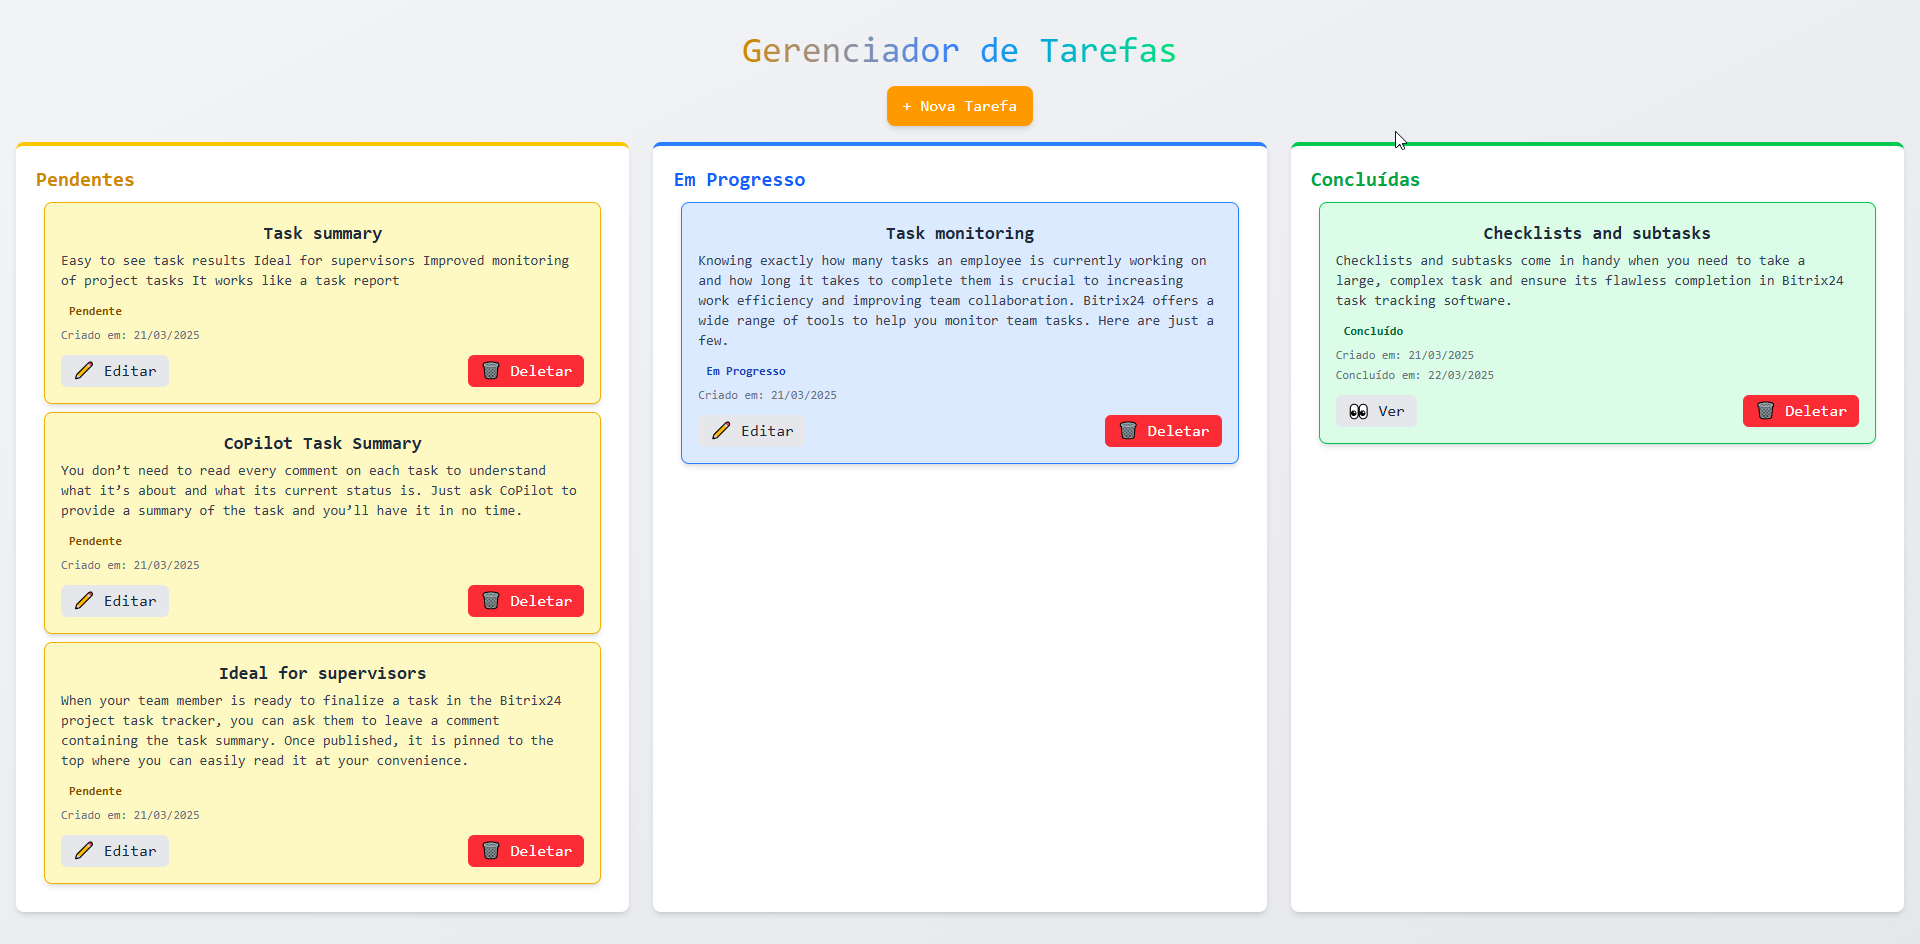 Gerenciador de Tarefas
+ Nova Tarefa
Pendentes
Task summary
Easy to see task results Ideal for supervisors Improved monitoring
of project tasks It works like a task report
Pendente
Criado em: 21/03/2025
Editar
Deletar
CoPilot Task Summary
You don’t need to read every comment on each task to understand
what it’s about and what its current status is. Just ask CoPilot to
provide a summary of the task and you’ll have it in no time.
Pendente
Criado em: 21/03/2025
Editar
Deletar
Ideal for supervisors
When your team member is ready to finalize a task in the Bitrix24
project task tracker, you can ask them to leave a comment
containing the task summary. Once published, it is pinned to the
top where you can easily read it at your convenience.
Pendente
Criado em: 21/03/2025
Editar
Deletar
Em Progresso
Task monitoring
Knowing exactly how many tasks an employee is currently working on
and how long it takes to complete them is crucial to increasing
work efficiency and improving team collaboration. Bitrix24 offers a
wide range of tools to help you monitor team tasks. Here are just a
few.
Em Progresso
Criado em: 21/03/2025
Editar
Deletar
Concluídas
Checklists and subtasks
Checklists and subtasks come in handy when you need to take a
large, complex task and ensure its flawless completion in Bitrix24
task tracking software.
Concluído
Criado em: 21/03/2025
Concluído em: 22/03/2025
Ver
Deletar